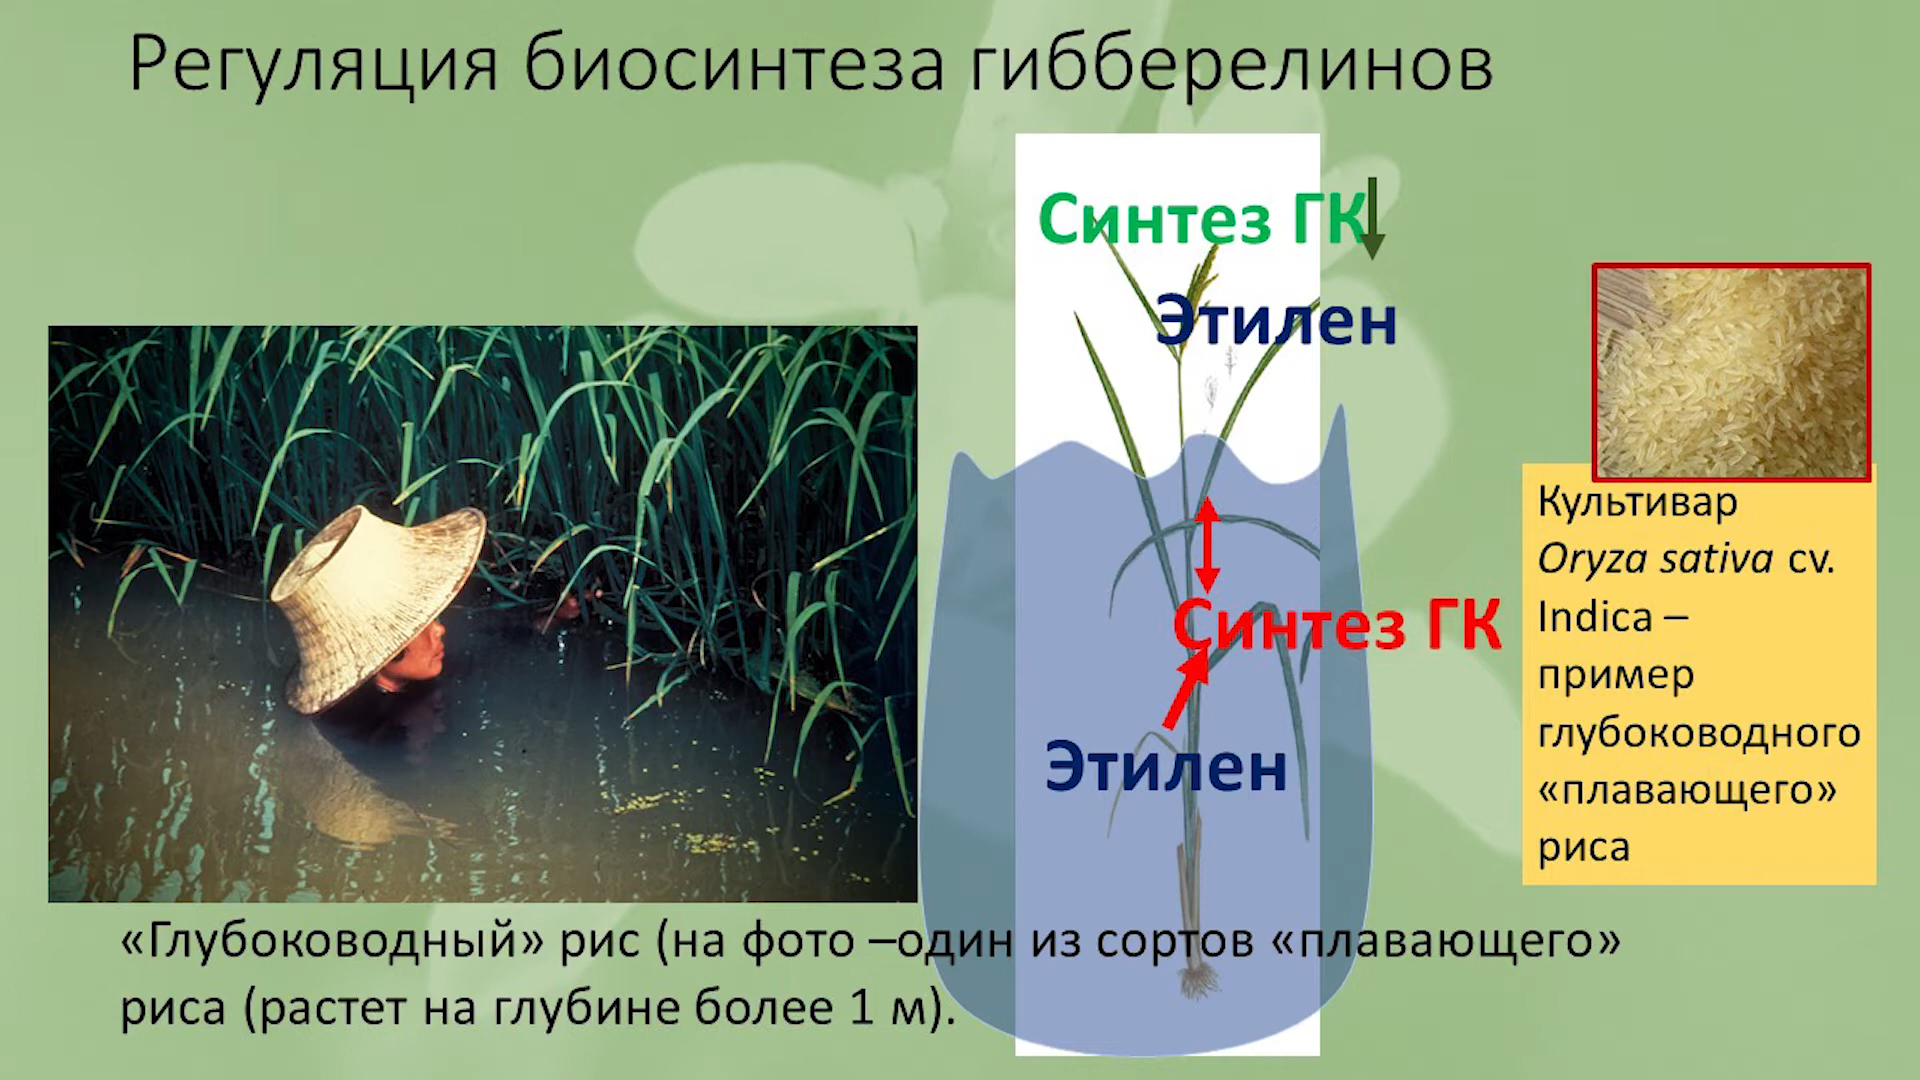 Регуляция биосинтеза гибберелинов
Синтез ГК
Этилен
Синтез ГК
Этилен
Культивар
Oryza sativa cv.
Indica –
пример
глубоководного
«плавающего»
риса
«Глубоководный» рис (на фото –один из сортов «плавающего»
риса (растет на глубине более 1 м).